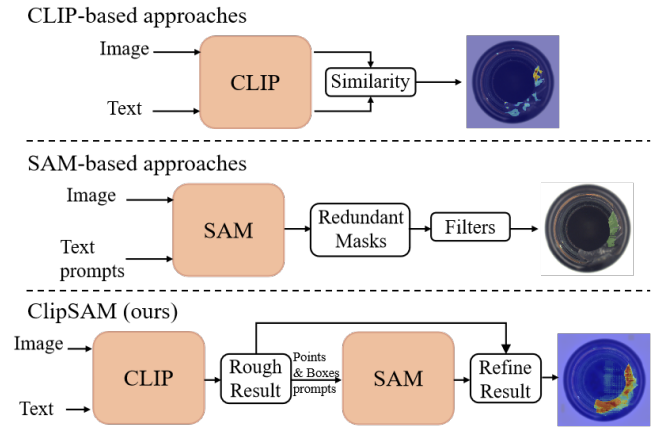 CLIP-based approaches
Image
Text
CLIP
Similarity
SAM-based approaches
Image
Text
prompts
SAM
Redundant
Masks
Filters
ClipSAM (ours)
Image
Text
CLIP
Rough
Result
Points
& Boxes
prompts
SAM
Refine
Result